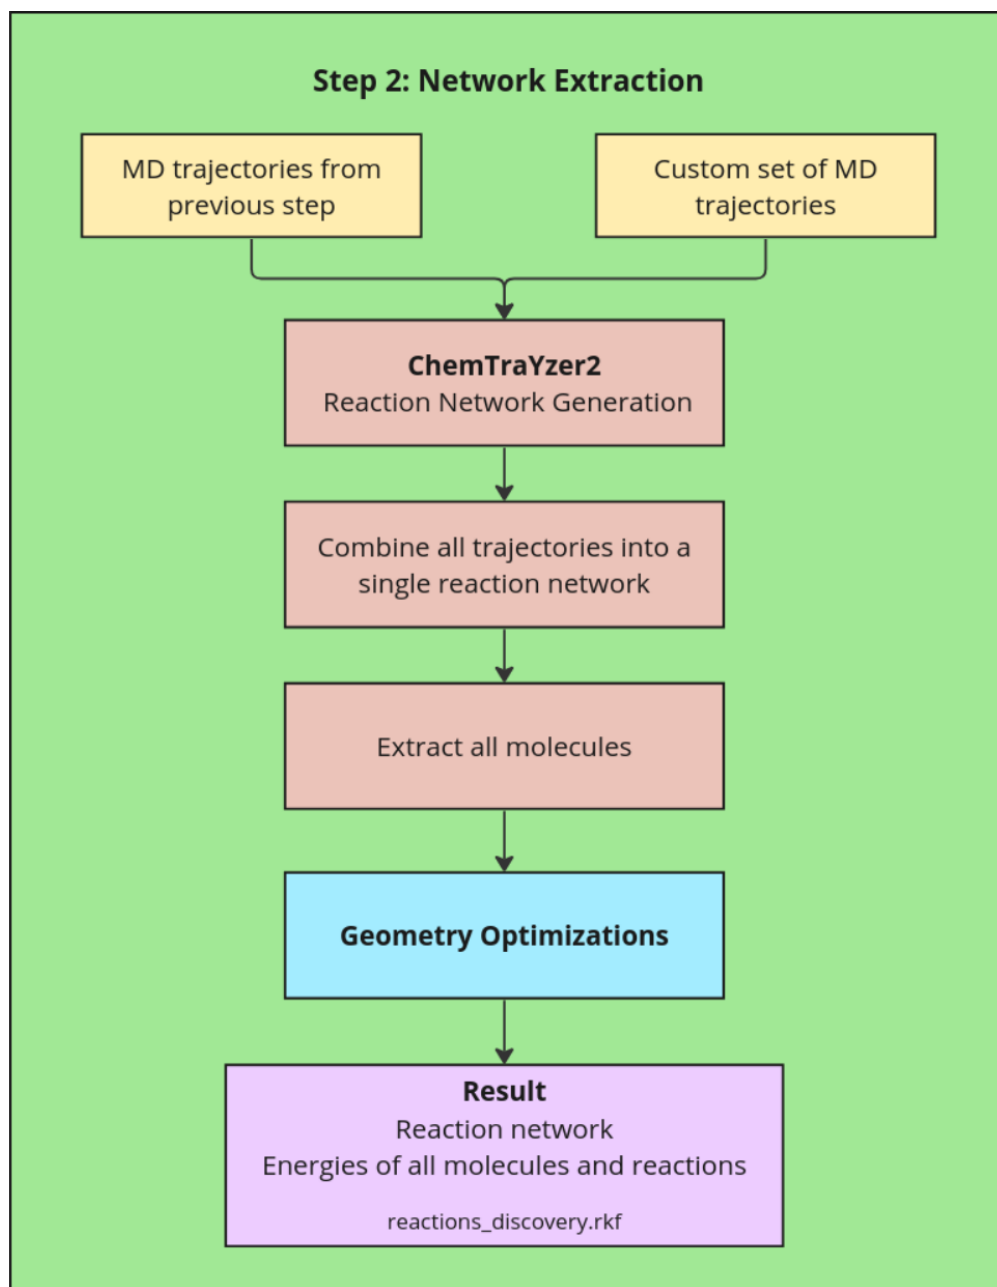 Step 2: Network Extraction
MD trajectories from
previous step
Custom set of MD
trajectories
ChemTraYzer2
Reaction Network Generation
Combine all trajectories into a
single reaction network
Extract all molecules
Geometry Optimizations
Result
Reaction network
Energies of all molecules and reactions
reactions_discovery.rkf